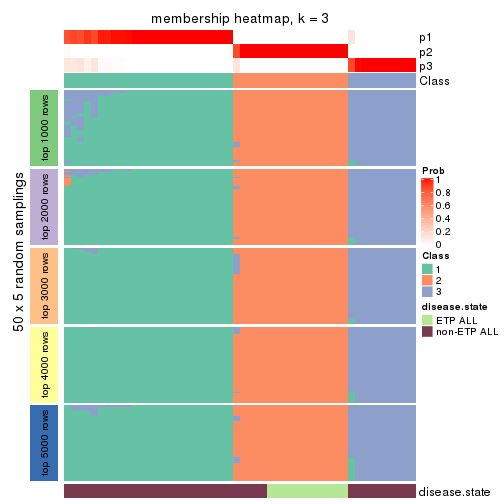 membership heatmap, k = 3
p1
p2
p3
Class
50 x 5 random samplings
top 1000 rows
top 2000 rows
top 3000 rows
top 4000 rows
top 5000 rows
Prob
1
0.8
0.6
0.4
0.2
0
Class
1
2
3
disease.state
ETP ALL
non-ETP ALL
disease.state